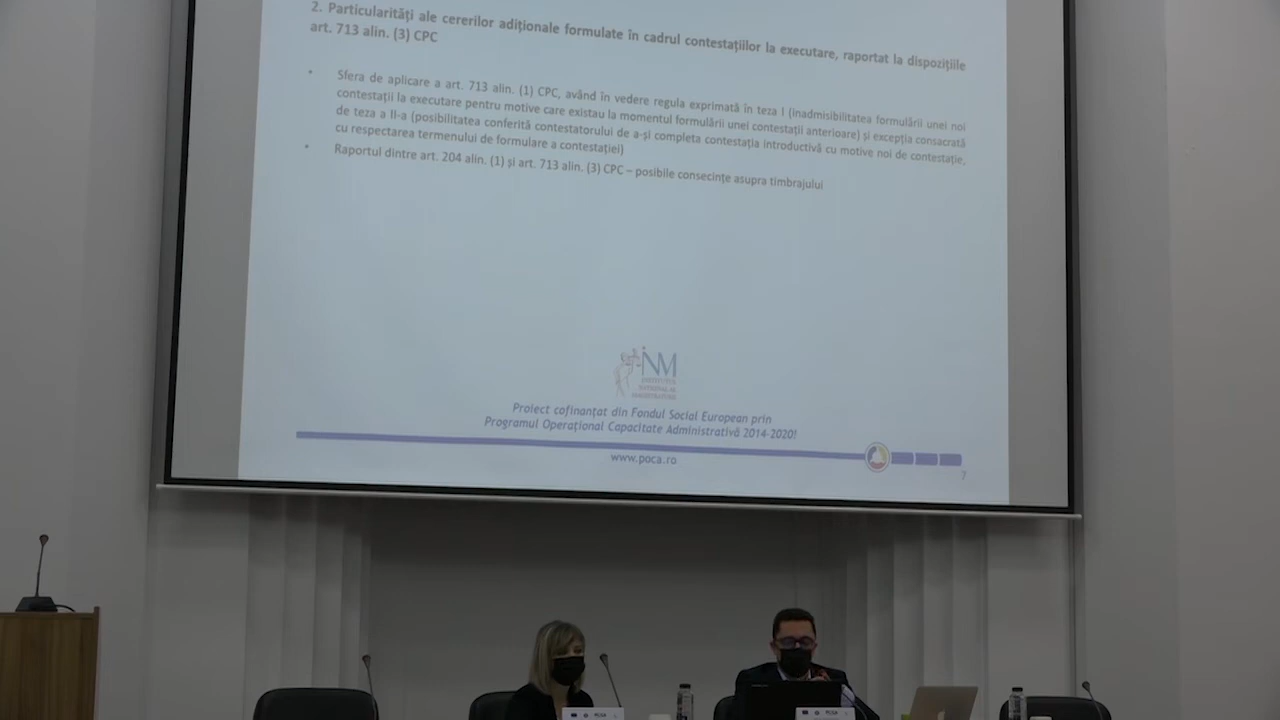 2. Particularități ale cererilor adiționale formulate în cadrul contestațiilor la executare, raportat la dispozițiile
art. 713 alin. (3) CPC
• Sfera de aplicare a art. 713 alin. (1) CPC, având în vedere regula exprimată în teza I (inadmisibilitatea formulării unei noi
contestații la executare pentru motive care existau la momentul formulării unei contestații anterioare) și excepția consacrată
de teza a II-a (posibilitatea conferită contestatorului de a-și completa contestația introductivă cu motive noi de contestație,
cu respectarea termenului de formulare a contestației)
• Raportul dintre art. 204 alin. (1) și art. 713 alin. (3) CPC – posibile consecințe asupra timbrajului
INM
INSTITUTUL
NAȚIONAL AL
MAGISTRATURII
Proiect cofinanțat din Fondul Social European prin
Programul Operațional Capacitate Administrativă 2014-2020!
www.poca.ro
7